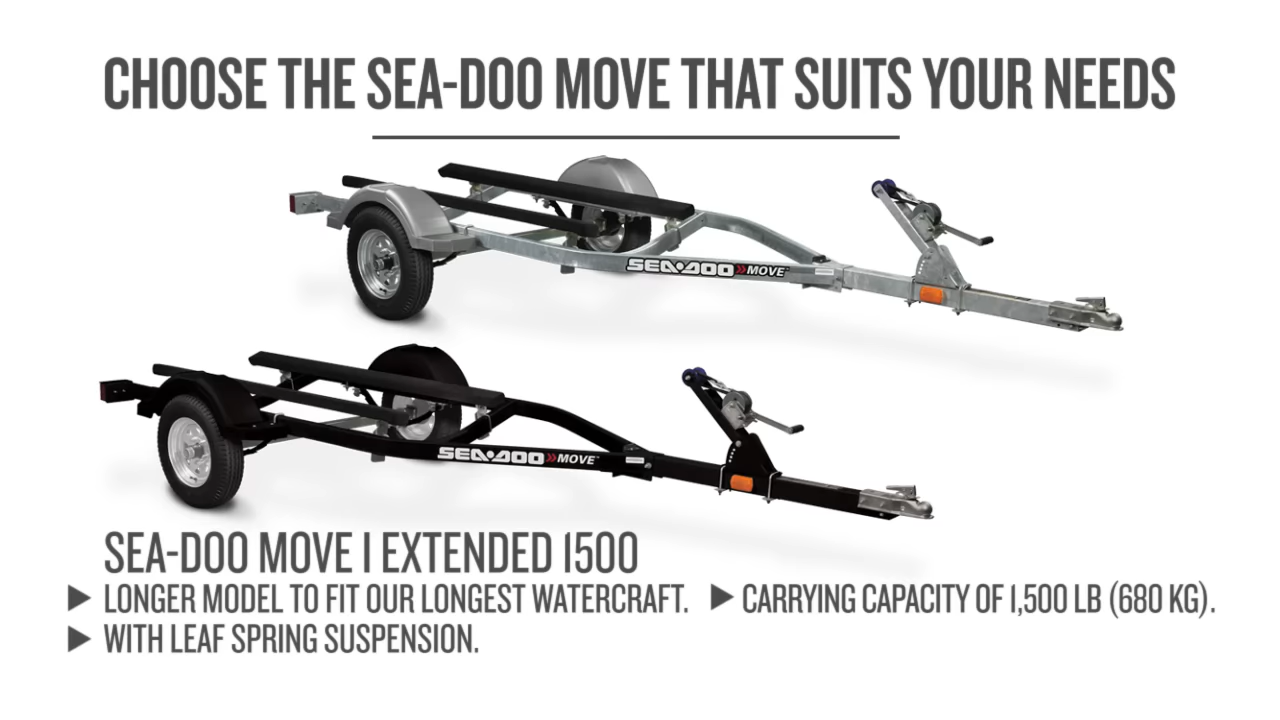 CHOOSE THE SEA-DOO MOVE THAT SUITS YOUR NEEDS
SEA-DOO MOVE
SEA-DOO MOVE
SEA-DOO MOVE I EXTENDED 1500
▶ LONGER MODEL TO FIT OUR LONGEST WATERCRAFT. ▶ CARRYING CAPACITY OF 1,500 LB (680 KG).
▶ WITH LEAF SPRING SUSPENSION.